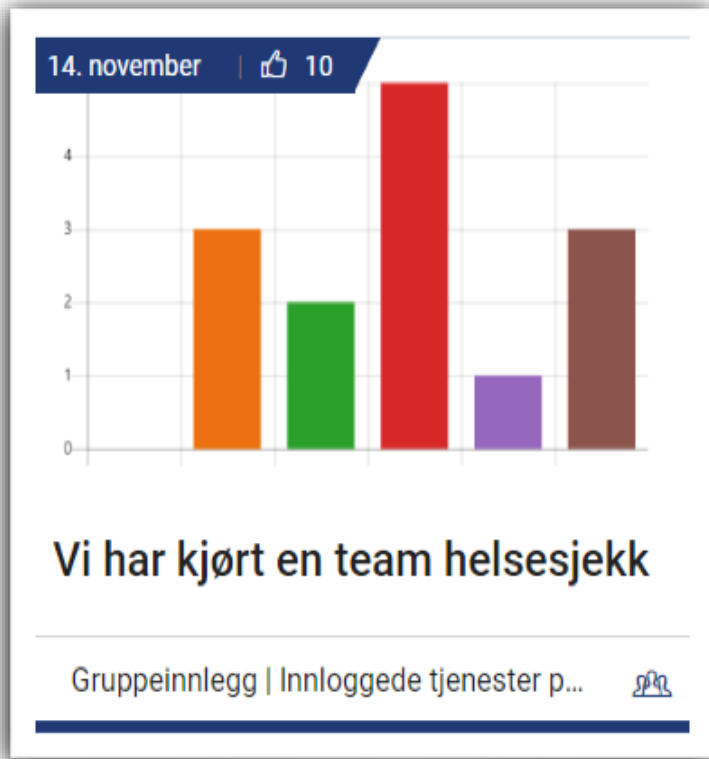 14. november | 10
4
3
2
1
0
Vi har kjørt en team helsesjekk
Gruppeinnlegg | Innloggede tjenester p...